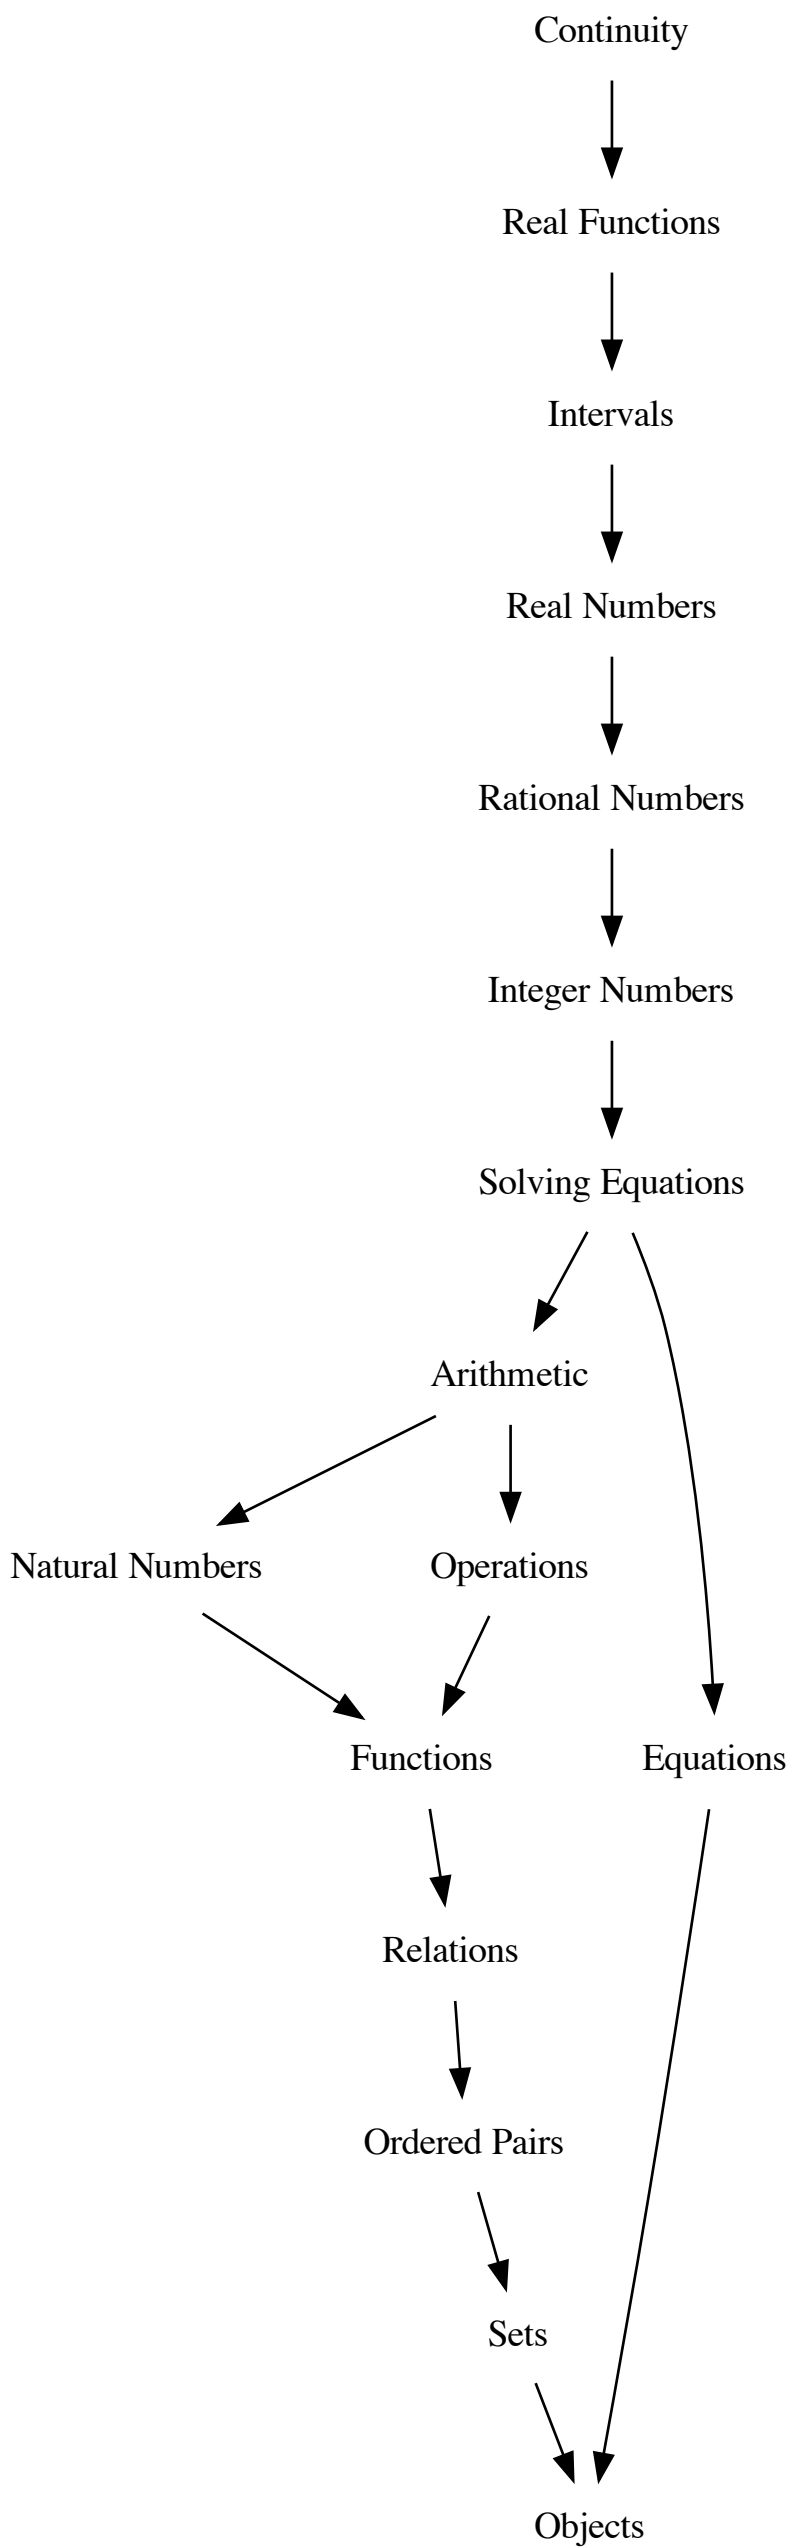 Continuity
Real Functions
Intervals
Real Numbers
Rational Numbers
Integer Numbers
Solving Equations
Arithmetic
Natural Numbers
Operations
Functions
Equations
Relations
Ordered Pairs
Sets
Objects